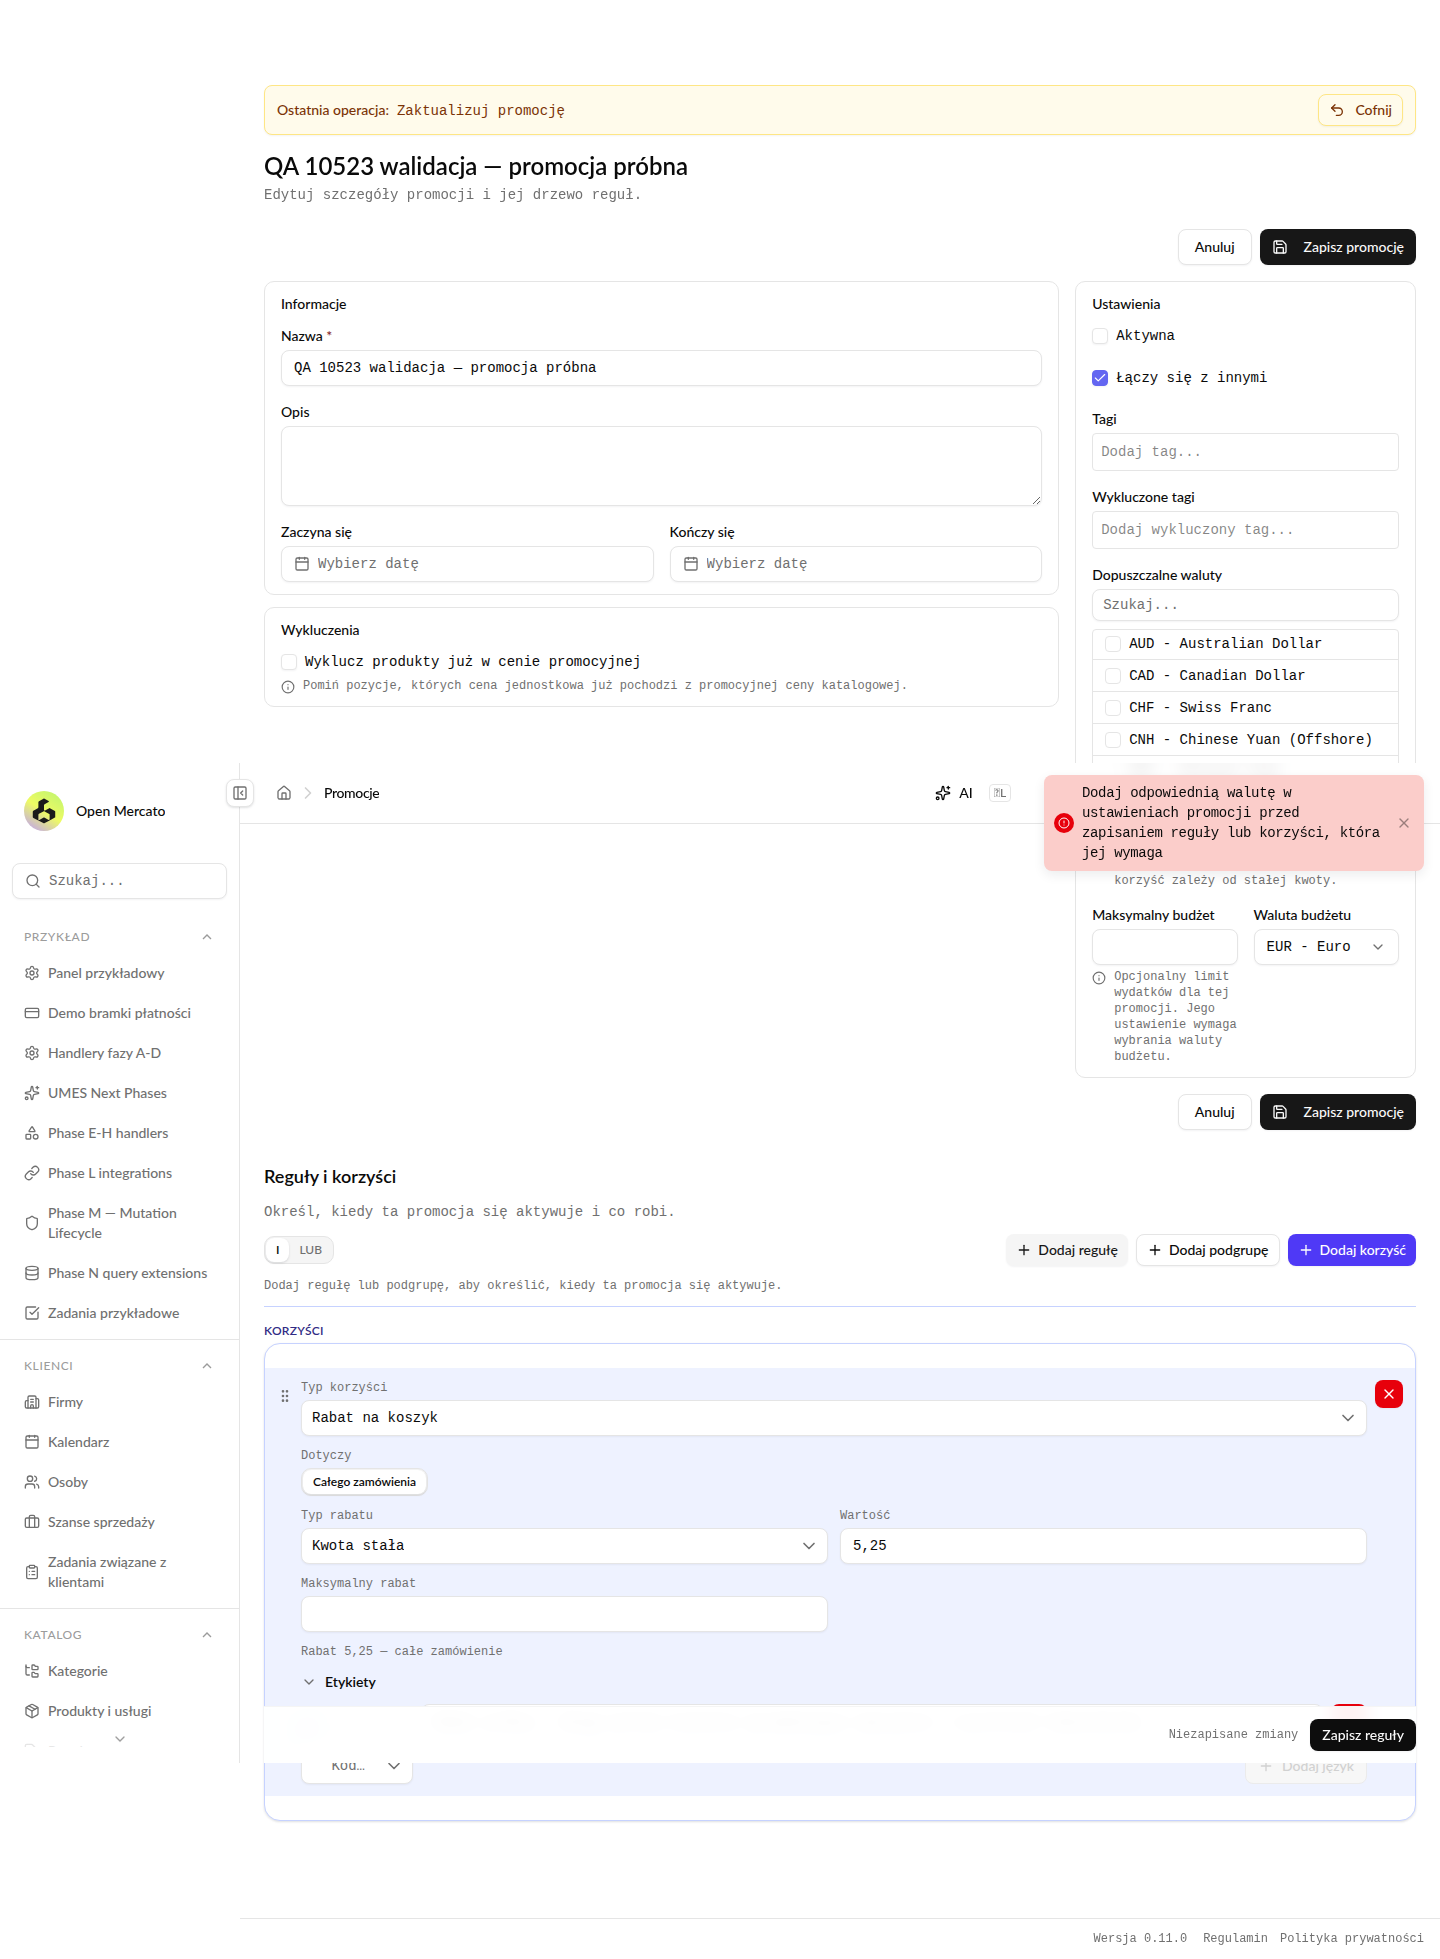 Ostatnia operacja: Zaktualizuj promocję
Cofnij
QA 10523 walidacja — promocja próbna
Edytuj szczegóły promocji i jej drzewo reguł.
Anuluj
Zapisz promocję
Informacje
Nazwa *
QA 10523 walidacja — promocja próbna
Opis
Zaczyna się
Kończy się
Wybierz datę
Wybierz datę
Wykluczenia
Wyklucz produkty już w cenie promocyjnej
Pomiń pozycje, których cena jednostkowa już pochodzi z promocyjnej ceny katalogowej.
Ustawienia
Aktywna
Łączy się z innymi
Tagi
Dodaj tag...
Wykluczone tagi
Dodaj wykluczony tag...
Dopuszczalne waluty
Szukaj...
AUD - Australian Dollar
CAD - Canadian Dollar
CHF - Swiss Franc
CNH - Chinese Yuan (Offshore)
Open Mercato
Promocje
AI
L
Dodaj odpowiednią walutę w
ustawieniach promocji przed
zapisaniem reguły lub korzyści, która
jej wymaga
korzyść zależy od stałej kwoty.
Maksymalny budżet
Waluta budżetu
EUR - Euro
Opcjonalny limit
wydatków dla tej
promocji. Jego
ustawienie wymaga
wybrania waluty
budżetu.
Anuluj
Zapisz promocję
Szukaj...
PRZYKŁAD
Panel przykładowy
Demo bramki płatności
Handlery fazy A-D
UMES Next Phases
Phase E-H handlers
Phase L integrations
Phase M — Mutation
Lifecycle
Phase N query extensions
Zadania przykładowe
KLIENCI
Firmy
Kalendarz
Osoby
Szanse sprzedaży
Zadania związane z
klientami
KATALOG
Kategorie
Produkty i usługi
Reguły i korzyści
Określ, kiedy ta promocja się aktywuje i co robi.
I
LUB
Dodaj regułę
Dodaj podgrupę
Dodaj korzyść
Dodaj regułę lub podgrupę, aby określić, kiedy ta promocja się aktywuje.
KORZYŚCI
Typ korzyści
Rabat na koszyk
Dotyczy
Całego zamówienia
Typ rabatu
Wartość
Kwota stała
5,25
Maksymalny rabat
Rabat 5,25 — całe zamówienie
Etykiety
Niezapisane zmiany
Zapisz reguły
Kod…
Dodaj język
Wersja 0.11.0
Regulamin
Polityka prywatności